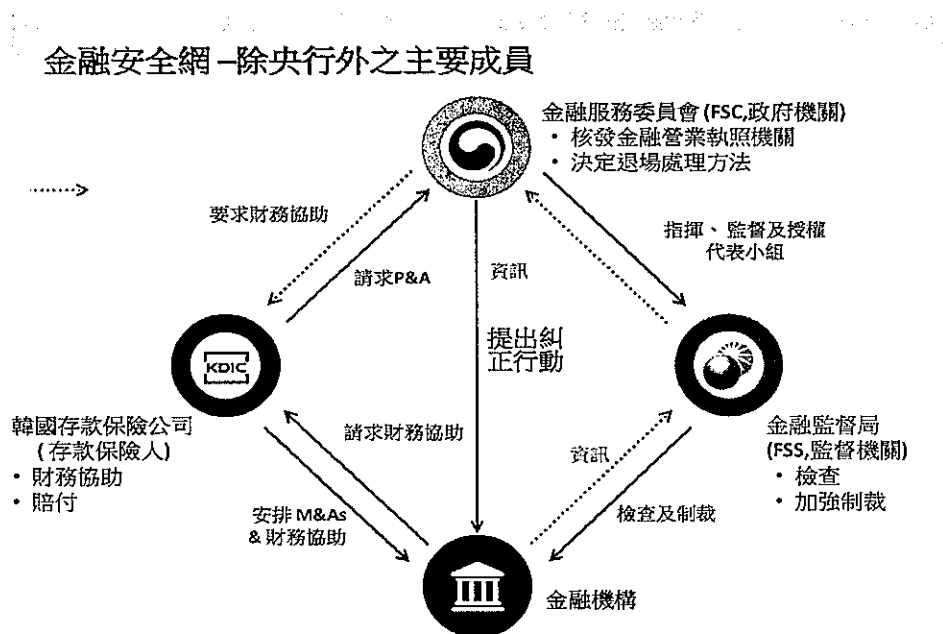 金融安全網 –除央行外之主要成員
金融服務委員會 (FSC,政府機關)
• 核發金融營業執照機關
• 決定退場處理方法
要求財務協助
指揮、監督及授權
代表小組
請求P&A
資訊
提出糾
正行動
KDIC
韓國存款保險公司
(存款保險人)
• 財務協助
• 賠付
請求財務協助
資訊
金融監督局
(FSS,監督機關)
• 檢查
• 加強制裁
安排 M&As
& 財務協助
檢查及制裁
金融機構